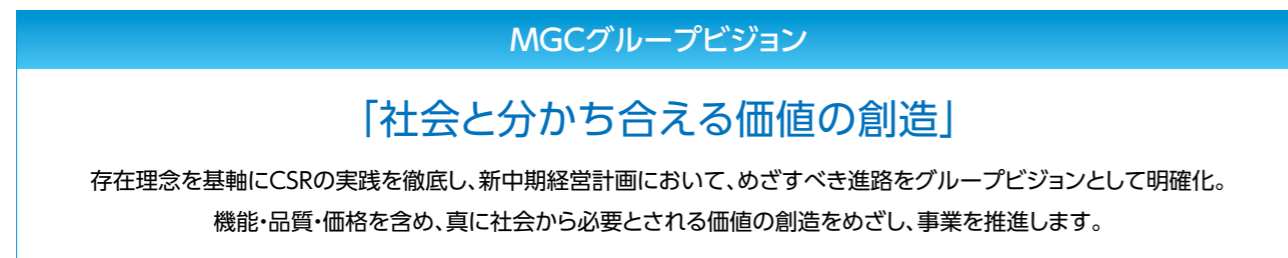 MGCグループビジョン
「社会と分かち合える価値の創造」
存在理念を基軸にCSRの実践を徹底し、新中期経営計画において、めざすべき進路をグループビジョンとして明確化。
機能・品質・価格を含め、真に社会から必要とされる価値の創造をめざし、事業を推進します。